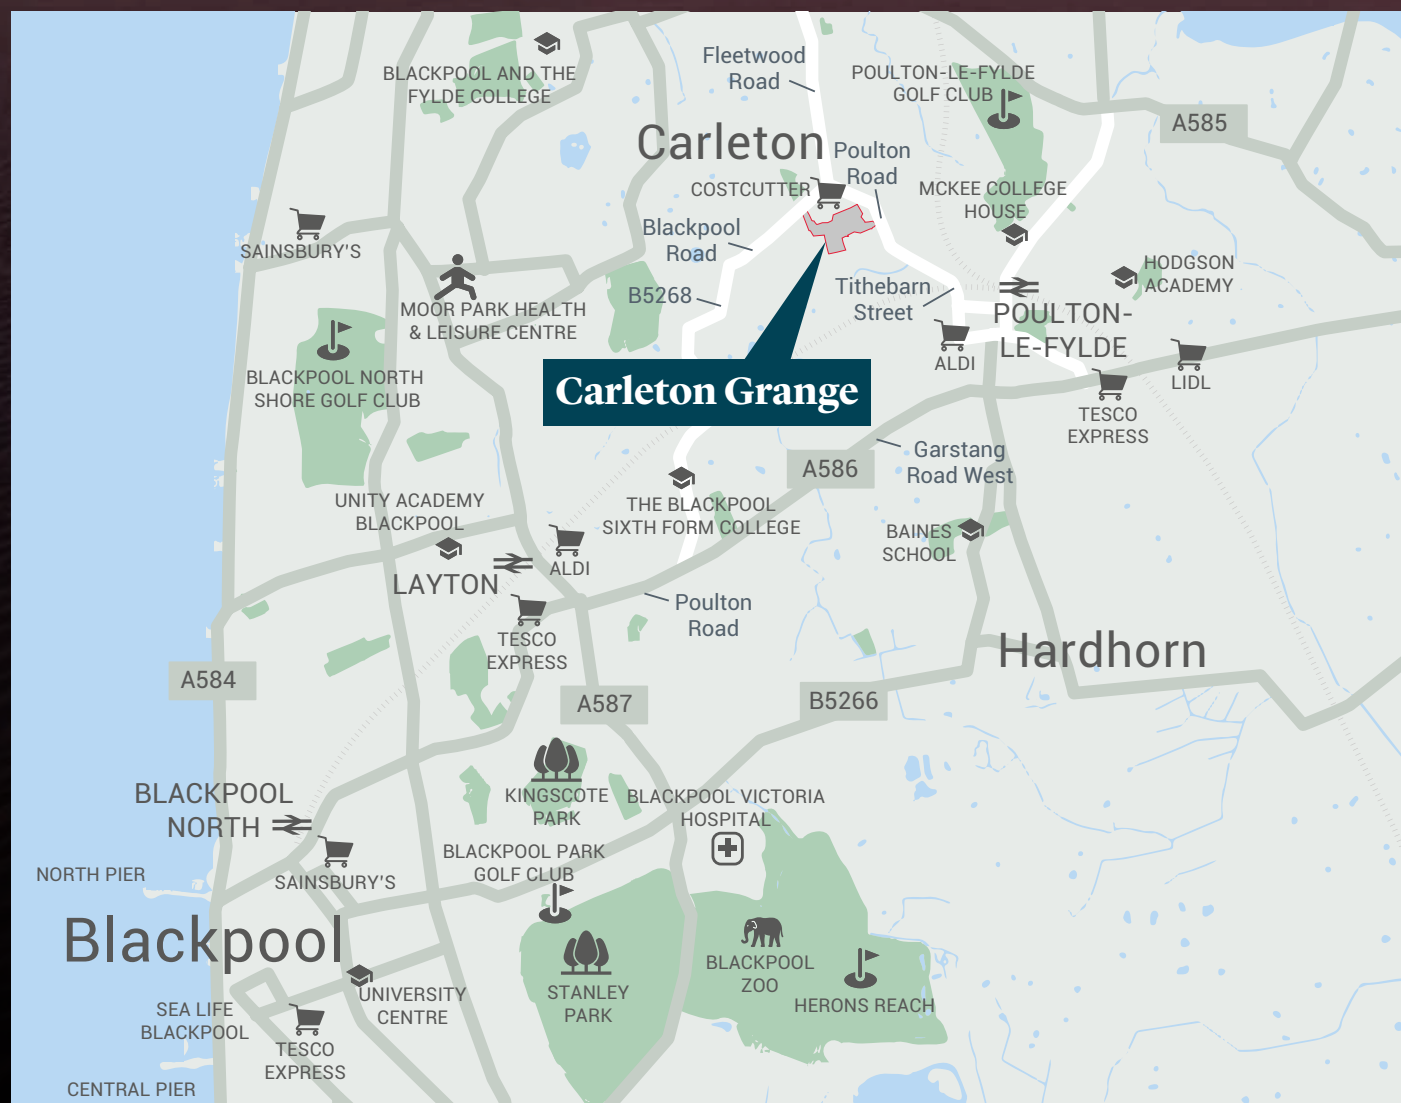 BLACKPOOL AND THE
FYLDE COLLEGE
Fleetwood
Road
POULTON-LE-FYLDE
GOLF CLUB
A585
Carleton
Poulton
Road
COSTCUTTER
MCKEE COLLEGE
HOUSE
SAINSBURY'S
Blackpool
Road
HODGSON
ACADEMY
B5268
Tithebarn
Street
MOOR PARK HEALTH
& LEISURE CENTRE
POULTON-
LE-FYLDE
ALDI
LIDL
BLACKPOOL NORTH
SHORE GOLF CLUB
Carleton Grange
TESCO
EXPRESS
A586
Garstang
Road West
UNITY ACADEMY
BLACKPOOL
THE BLACKPOOL
SIXTH FORM COLLEGE
BAINES
SCHOOL
LAYTON
ALDI
Poulton
Road
TESCO
EXPRESS
Hardhorn
A584
A587
B5266
BLACKPOOL
NORTH
KINGSCOTE
PARK
BLACKPOOL VICTORIA
HOSPITAL
BLACKPOOL PARK
GOLF CLUB
NORTH PIER
SAINSBURY'S
Blackpool
BLACKPOOL
ZOO
STANLEY
PARK
HERONS REACH
UNIVERSITY
CENTRE
SEA LIFE
BLACKPOOL
TESCO
EXPRESS
CENTRAL PIER